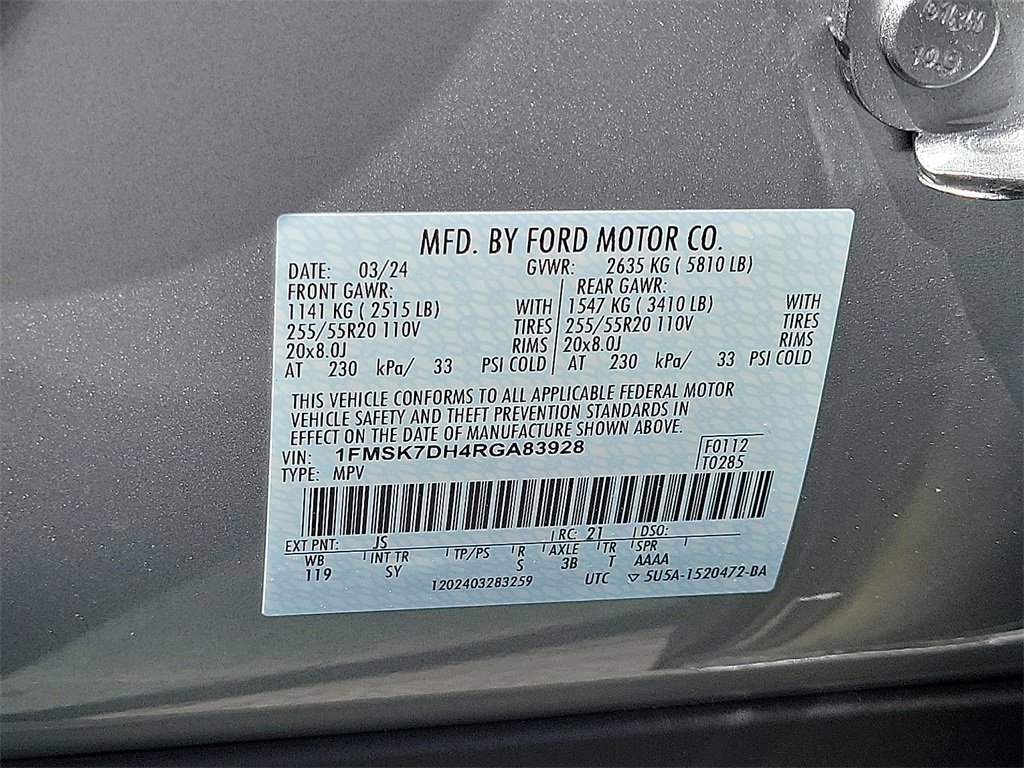 10.9
MFD. BY FORD MOTOR CO.
DATE: 03/24 GVWR: 2635 KG ( 5810 LB)
FRONT GAWR: REAR GAWR:
1141 KG ( 2515 LB) WITH 1547 KG ( 3410 LB) WITH
255/55R20 110V TIRES 255/55R20 110V TIRES
20x8.0J RIMS 20x8.0J RIMS
AT 230 kPa/ 33 PSI COLD AT 230 kPa/ 33 PSI COLD
THIS VEHICLE CONFORMS TO ALL APPLICABLE FEDERAL MOTOR
VEHICLE SAFETY AND THEFT PREVENTION STANDARDS IN
EFFECT ON THE DATE OF MANUFACTURE SHOWN ABOVE.
VIN: 1FMSK7DH4RGA83928 F0112
TYPE: MPV T0285
EXT PNT: JS RC: 21 DSO:
WB INT TR TP/PS R AXLE TR SPR
119 SY S 3B T AAAA
1202403283259 UTC ▽ 5U5A-1520472-BA